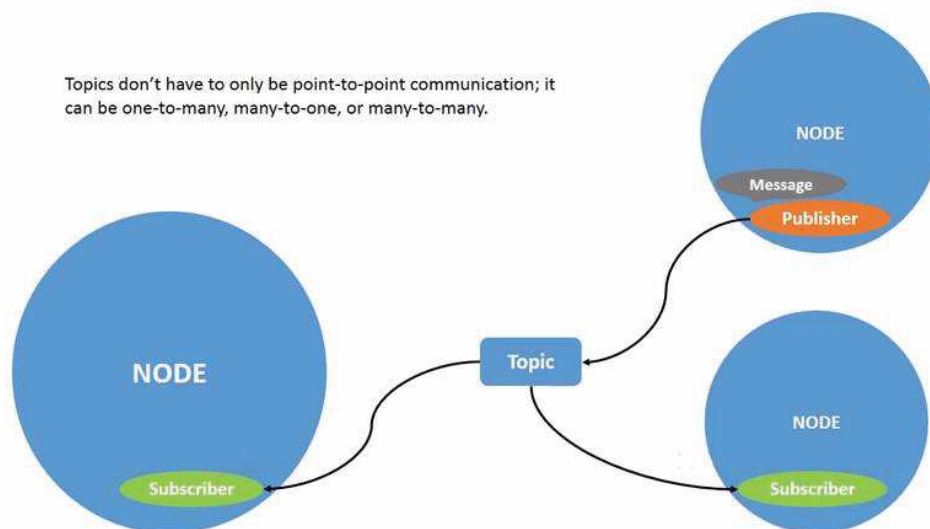 Topics don't have to only be point-to-point communication; it
can be one-to-many, many-to-one, or many-to-many.
NODE
Message
Publisher
Topic
NODE
Subscriber
NODE
Subscriber